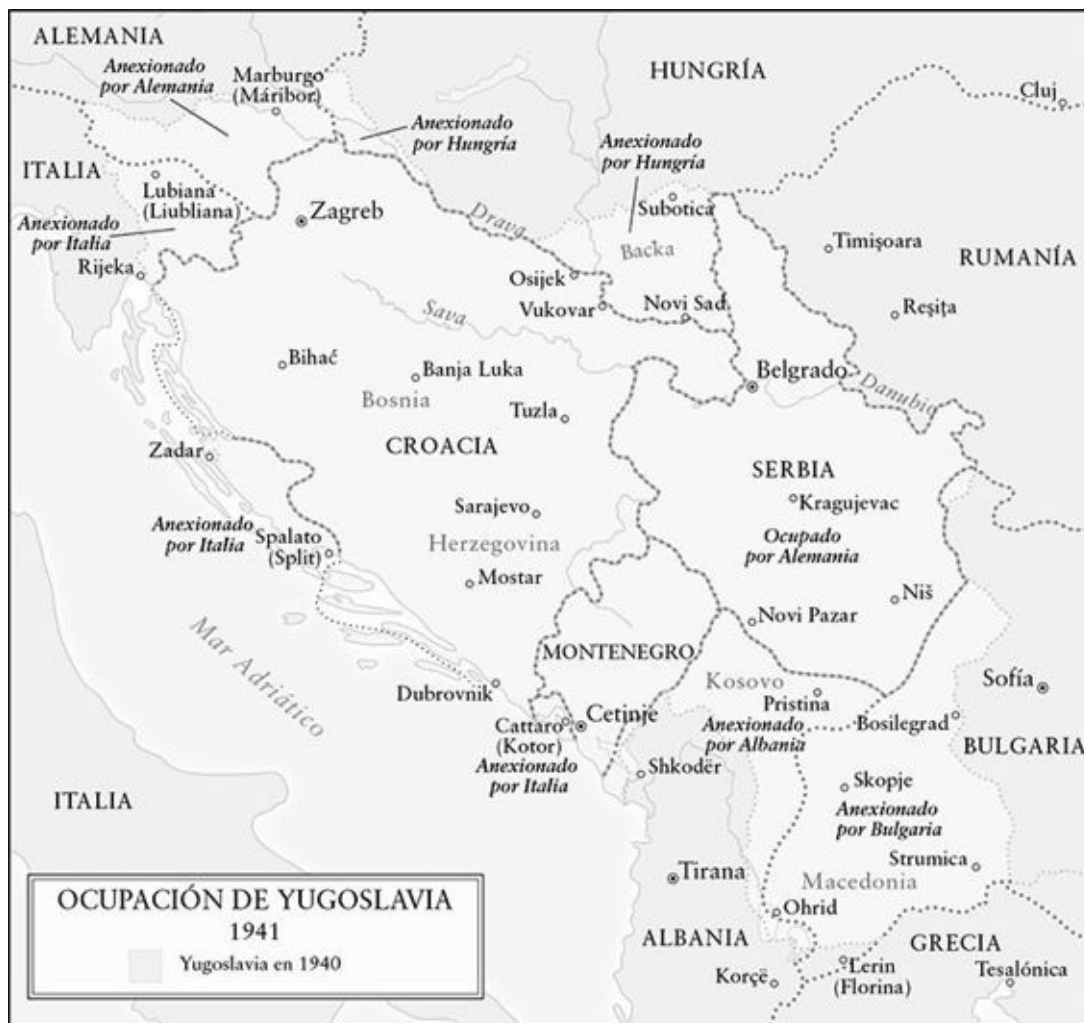 ALEMANIA
Anexionado
por Alemania
Marburgo
(Máribor)
HUNGRÍA
Cluj
Anexionado
por Hungría
Anexionado
por Hungría
ITALIA
Lubiana
(Liubliana)
Anexionado
por Italia
Zagreb
Drava
Subotica
Backa
Timişoara
RUMANÍA
Rijeka
Osijek
Vukovar
Novi Sad
Reşiţa
Sava
Bihać
Banja Luka
Bosnia
Tuzla
Belgrado
Danubio
Zadar
CROACIA
SERBIA
Kragujevac
Anexionado
por Italia
Sarajevo
Spalato
(Split)
Herzegovina
Ocupado
por Alemania
Mostar
Niš
Novi Pazar
Mar Adriático
MONTENEGRO
Kosovo
Pristina
Sofía
Dubrovnik
Cattaro
(Kotor)
Cetinje
Anexionado
por Italia
Anexionado
por Albania
Bosilegrad
BULGARIA
Shkodër
Skopje
ITALIA
Anexionado
por Bulgaria
Strumica
Tirana
Macedonia
Ohrid
ALBANIA
GRECIA
Korçë
Lerin
(Florina)
Tesalónica
OCUPACIÓN DE YUGOSLAVIA
1941
Yugoslavia en 1940